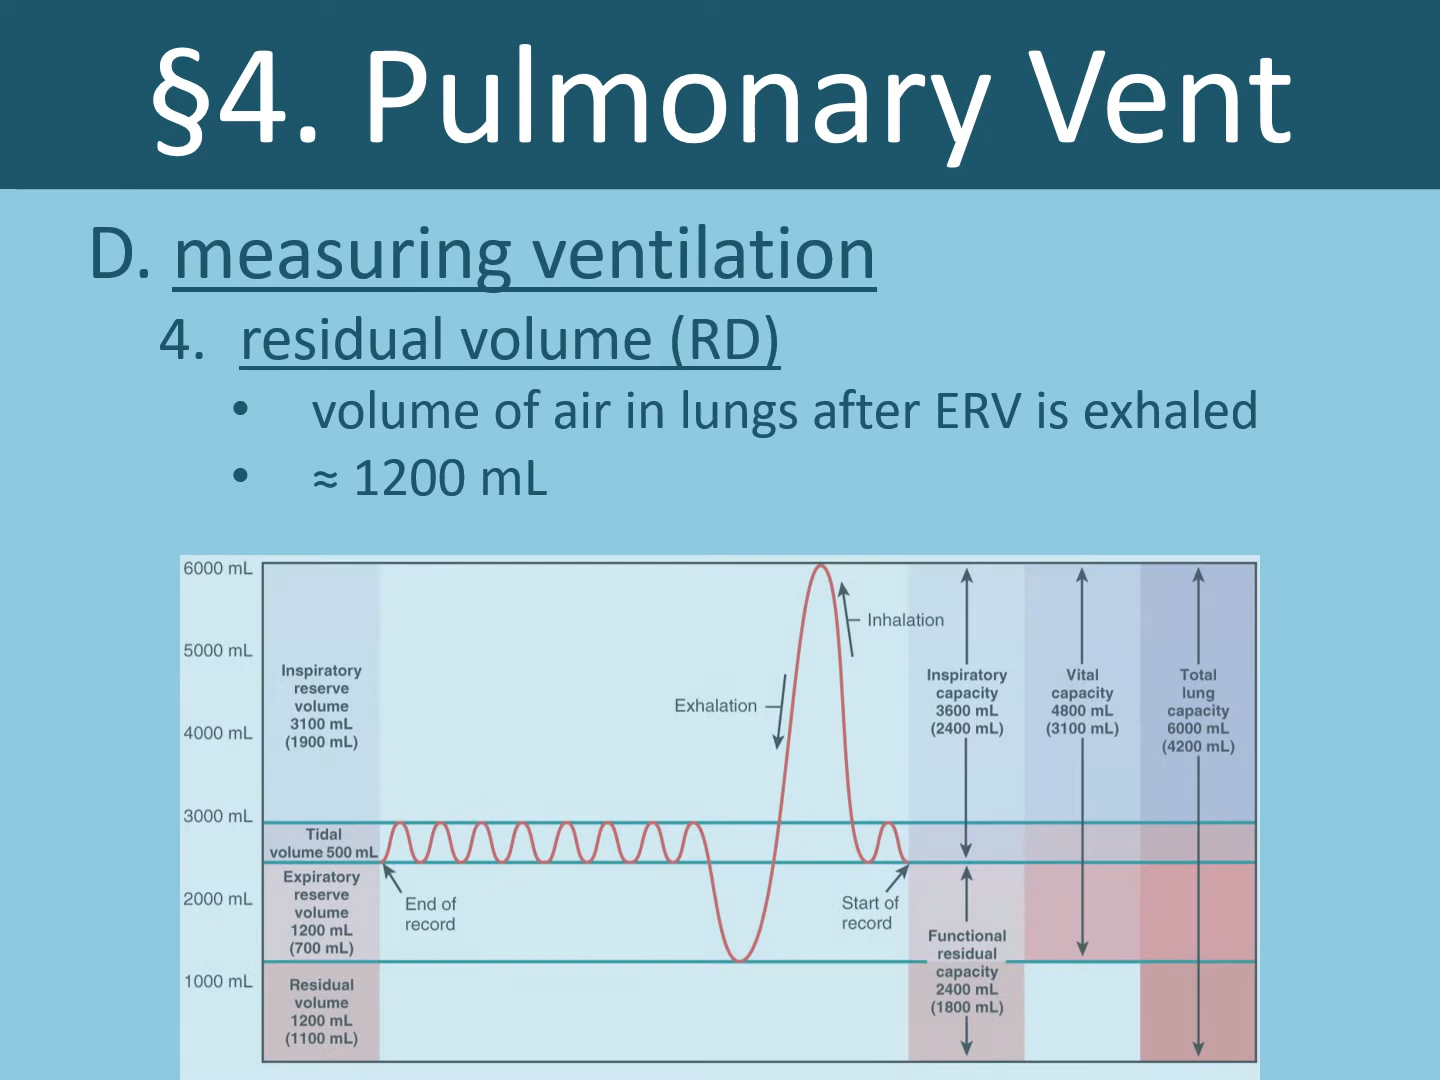 §4. Pulmonary Vent
D. measuring ventilation
4. residual volume (RD)
• volume of air in lungs after ERV is exhaled
• ≈ 1200 mL
6000 mL
5000 mL
4000 mL
3000 mL
2000 mL
1000 mL
Inspiratory
reserve
volume
3100 mL
(1900 mL)
Tidal
volume 500 mL
Expiratory
reserve
volume
1200 mL
(700 mL)
Residual
volume
1200 mL
(1100 mL)
End of
record
Exhalation
Inhalation
Start of
record
Inspiratory
capacity
3600 mL
(2400 mL)
Functional
residual
capacity
2400 mL
(1800 mL)
Vital
capacity
4800 mL
(3100 mL)
Total
lung
capacity
6000 mL
(4200 mL)